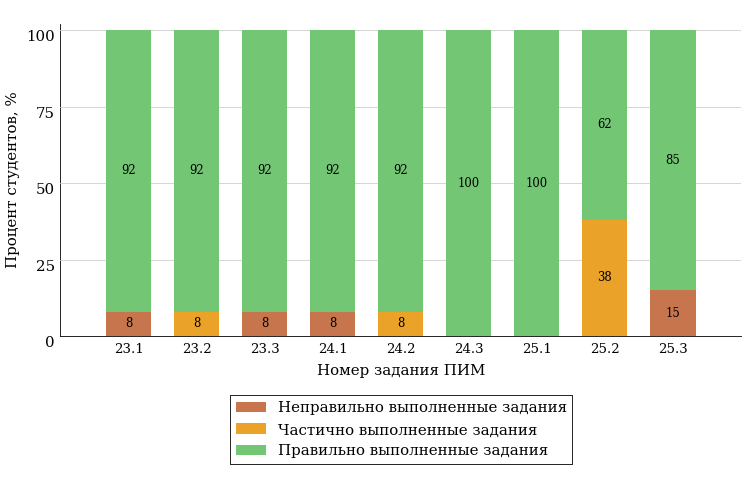 100
75
50
25
0
Процент студентов, %
92 92 92 92 92 100 100 62 85
8 8 8 8 8 38 15
23.1 23.2 23.3 24.1 24.2 24.3 25.1 25.2 25.3
Номер задания ПИМ
Неправильно выполненные задания
Частично выполненные задания
Правильно выполненные задания